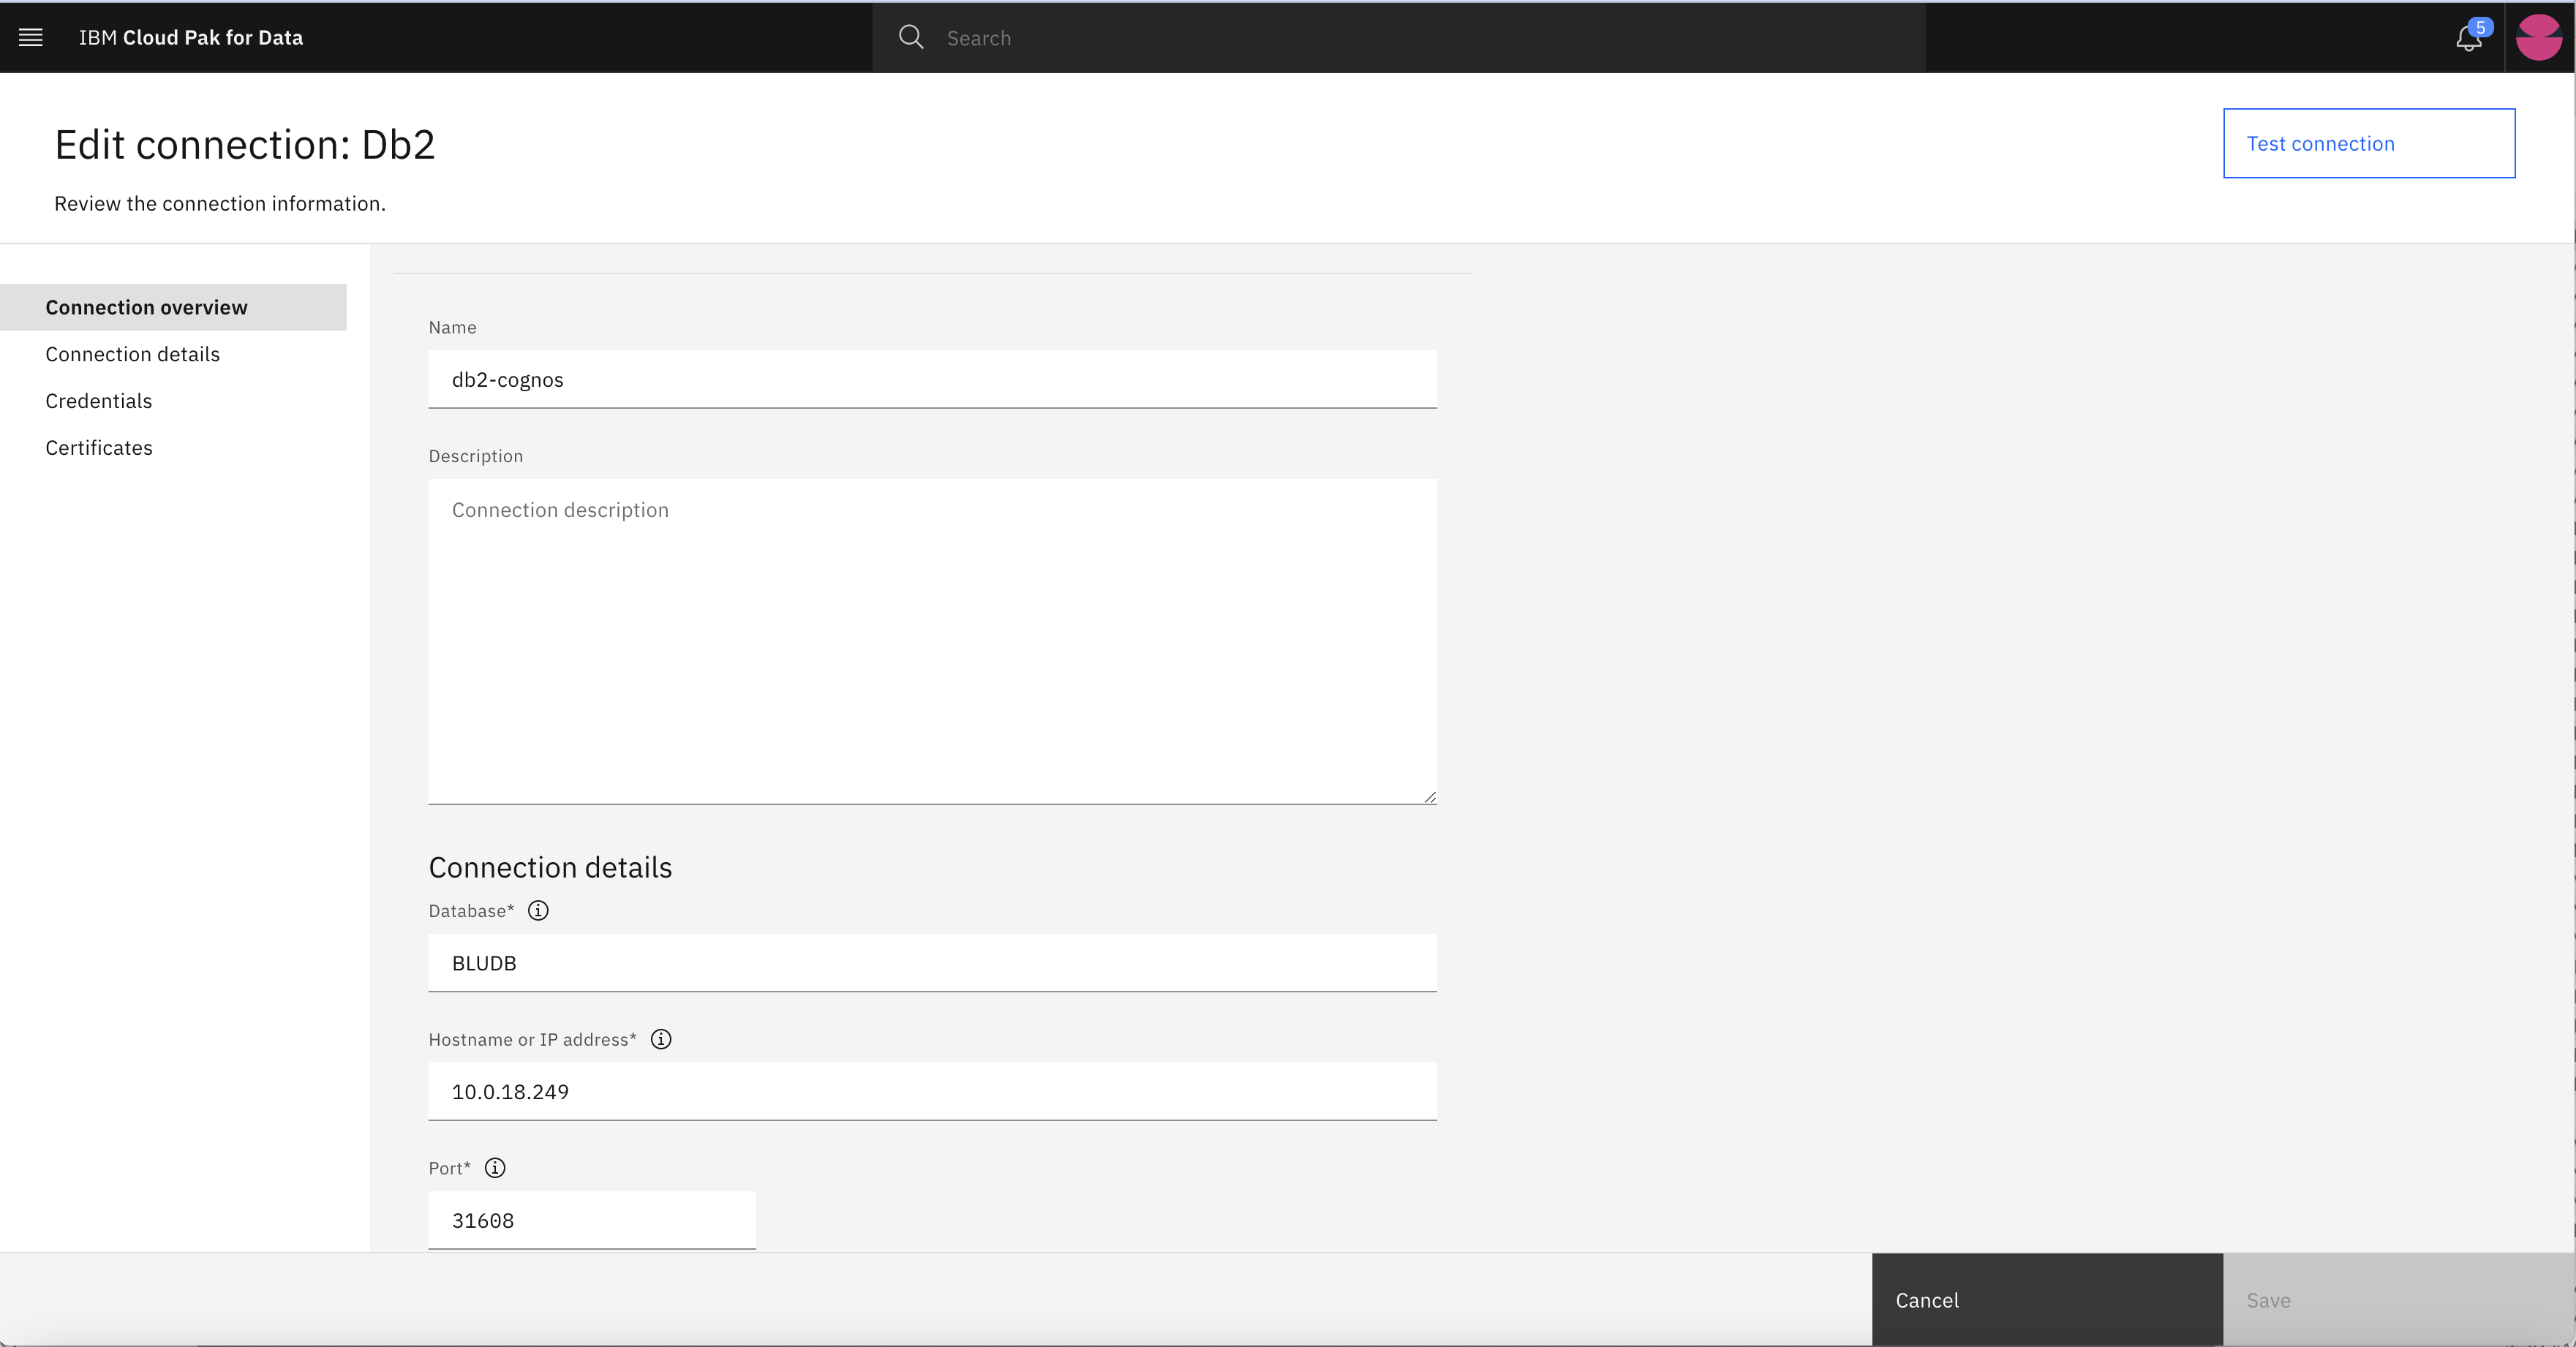 IBM Cloud Pak for Data
Search
5
Edit connection: Db2
Test connection
Review the connection information.
Connection overview
Connection details
Credentials
Certificates
Name
db2-cognos
Description
Connection description
Connection details
Database*
BLUDB
Hostname or IP address*
10.0.18.249
Port*
31608
Cancel
Save